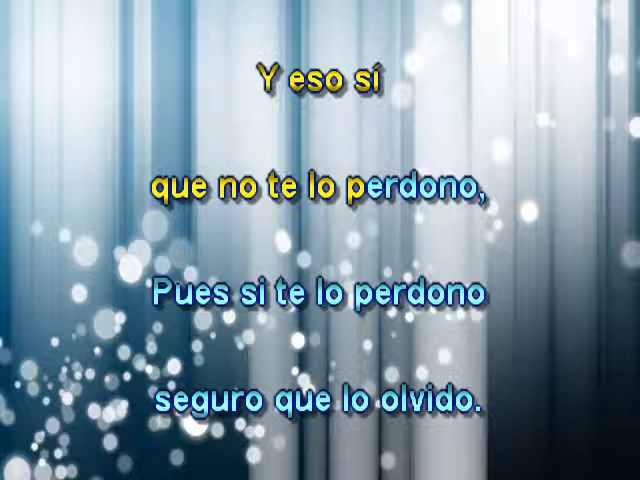 Y eso sí
que no te lo perdono,
Pues si te lo perdono
seguro que lo olvido.